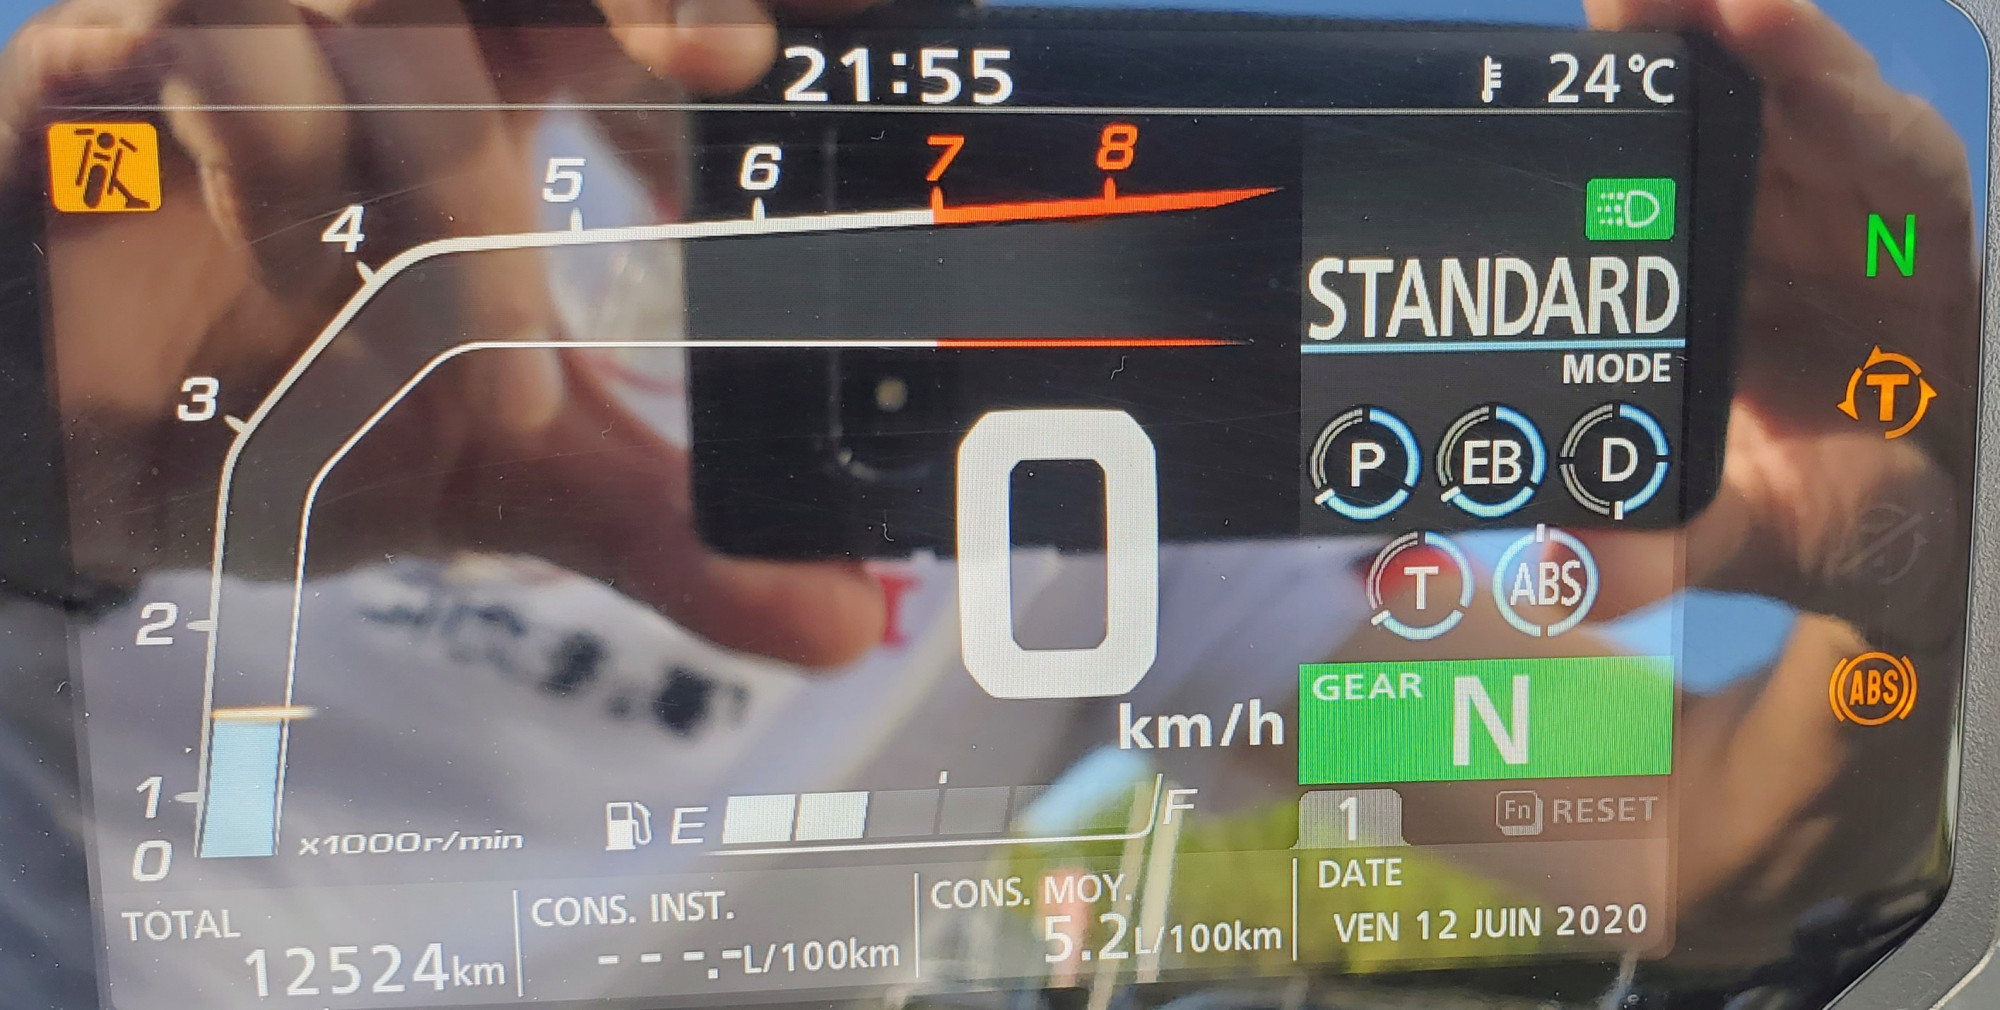 21:55
24℃
5 6 7 8
4
3
2
1
0
x1000r/min
STANDARD
MODE
P EB D
T ABS
0
km/h
GEAR N
1 Fn RESET
E F
TOTAL
12524km
CONS. INST.
---.-L/100km
CONS. MOY.
5.2L/100km
DATE
VEN 12 JUIN 2020
N
T
ABS